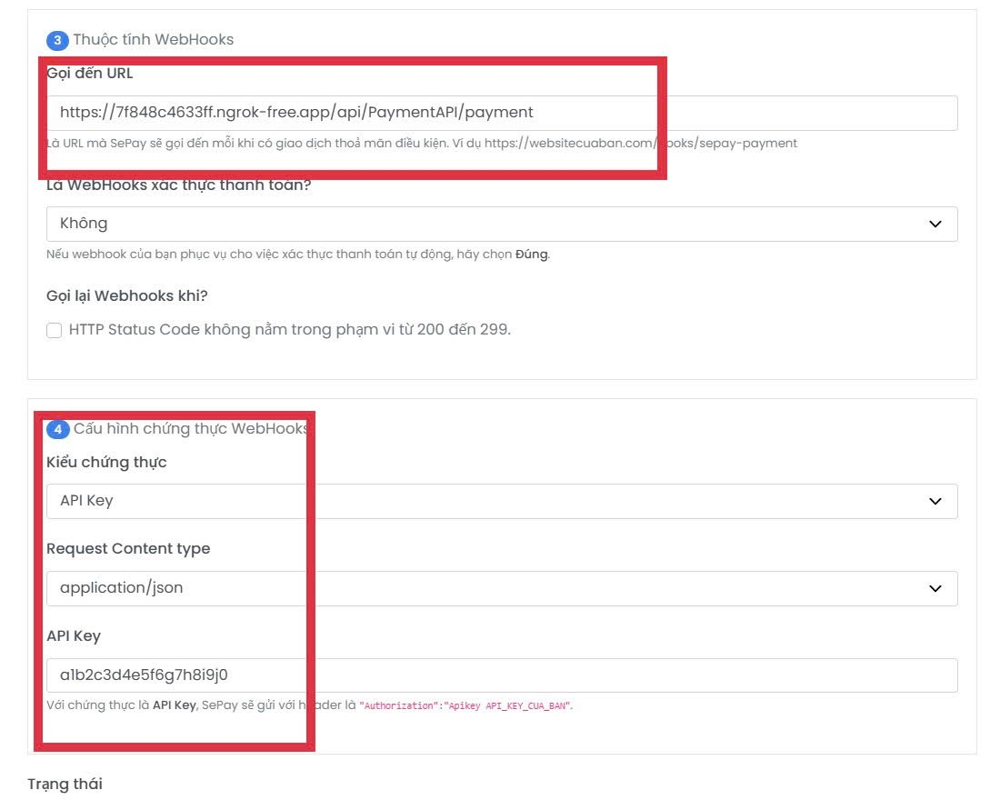 3 Thuộc tính WebHooks
Gọi đến URL
https://7f848c4633ff.ngrok-free.app/api/PaymentAPI/payment
Là URL mà SePay sẽ gọi đến mỗi khi có giao dịch thoả mãn điều kiện. Ví dụ https://websitecuaban.com/hooks/sepay-payment
Là WebHooks xác thực thanh toán?
Không
Nếu webhook của bạn phục vụ cho việc xác thực thanh toán tự động, hãy chọn Đúng.
Gọi lại Webhooks khi?
HTTP Status Code không nằm trong phạm vi từ 200 đến 299.
4 Cấu hình chứng thực WebHooks
Kiểu chứng thực
API Key
Request Content type
application/json
API Key
a1b2c3d4e5f6g7h8i9j0
Với chứng thực là API Key, SePay sẽ gửi với header là "Authorization":"Apikey API_KEY_CUA_BAN".
Trạng thái